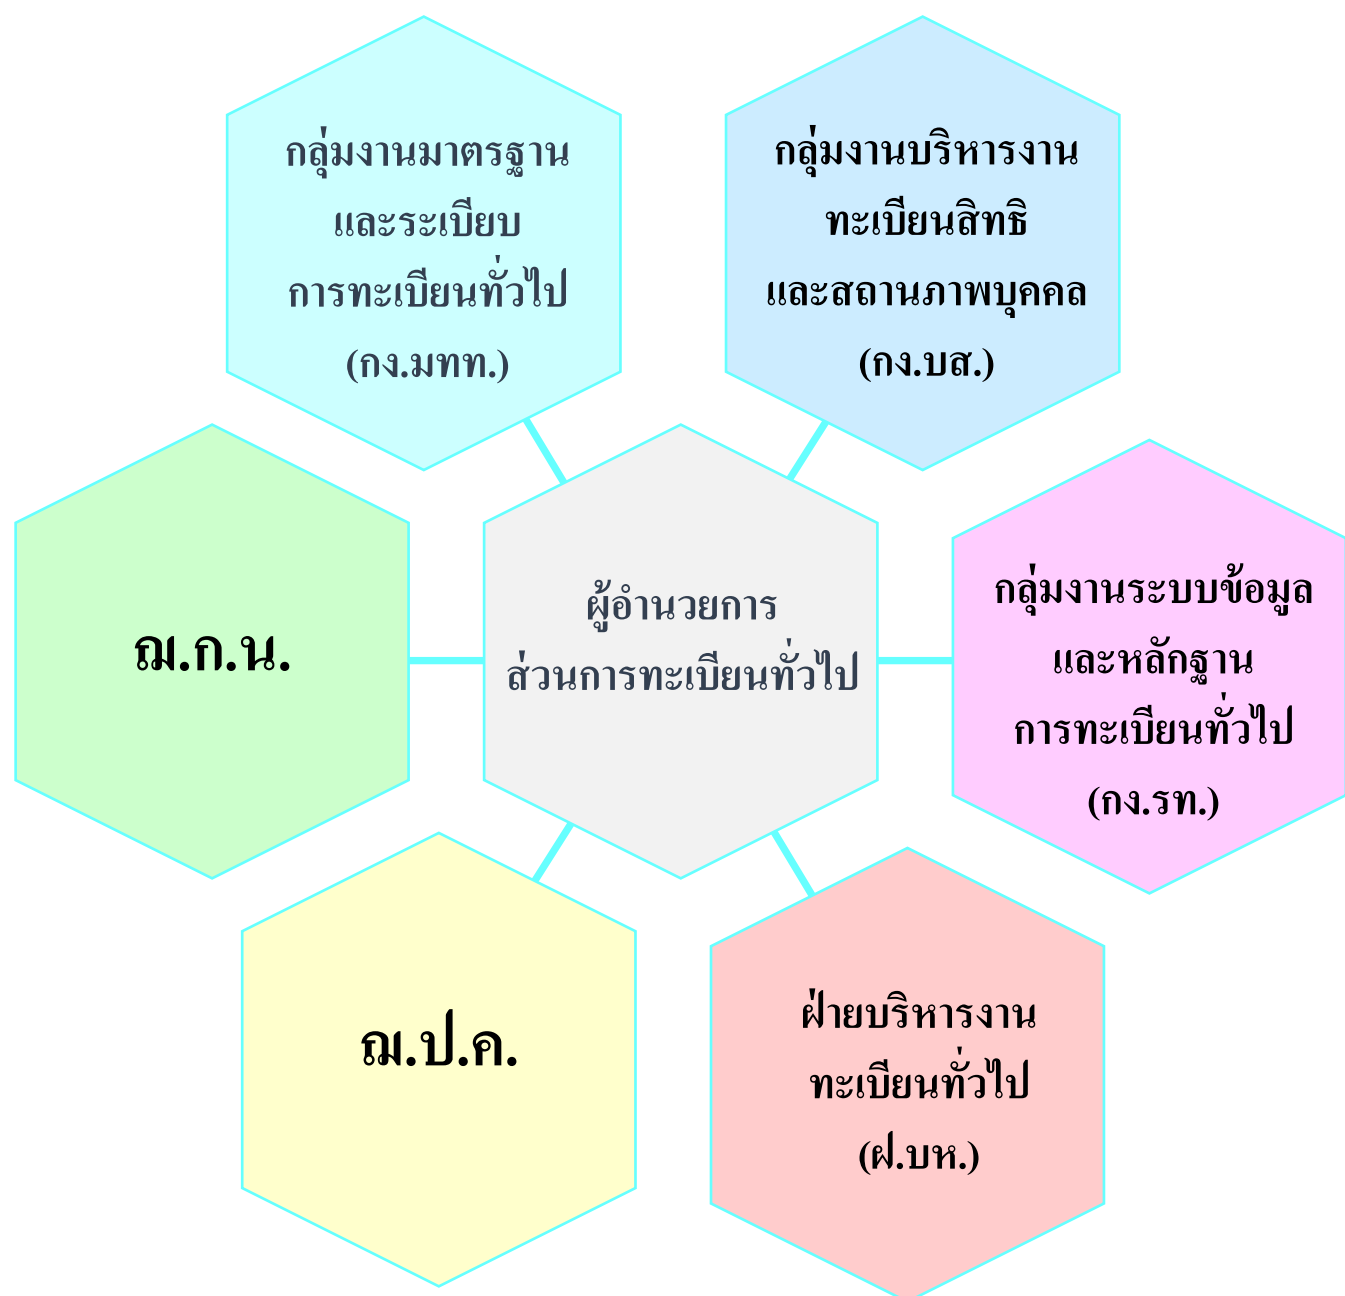 กลุ่มงานมาตรฐาน
และระเบียบ
การทะเบียนทั่วไป
(กง.มทท.)
กลุ่มงานบริหารงาน
ทะเบียนสิทธิ
และสถานภาพบุคคล
(กง.บส.)
ฌ.ก.น.
ผู้อำนวยการ
ส่วนการทะเบียนทั่วไป
กลุ่มงานระบบข้อมูล
และหลักฐาน
การทะเบียนทั่วไป
(กง.รท.)
ฌ.ป.ค.
ฝ่ายบริหารงาน
ทะเบียนทั่วไป
(ฝ.บห.)